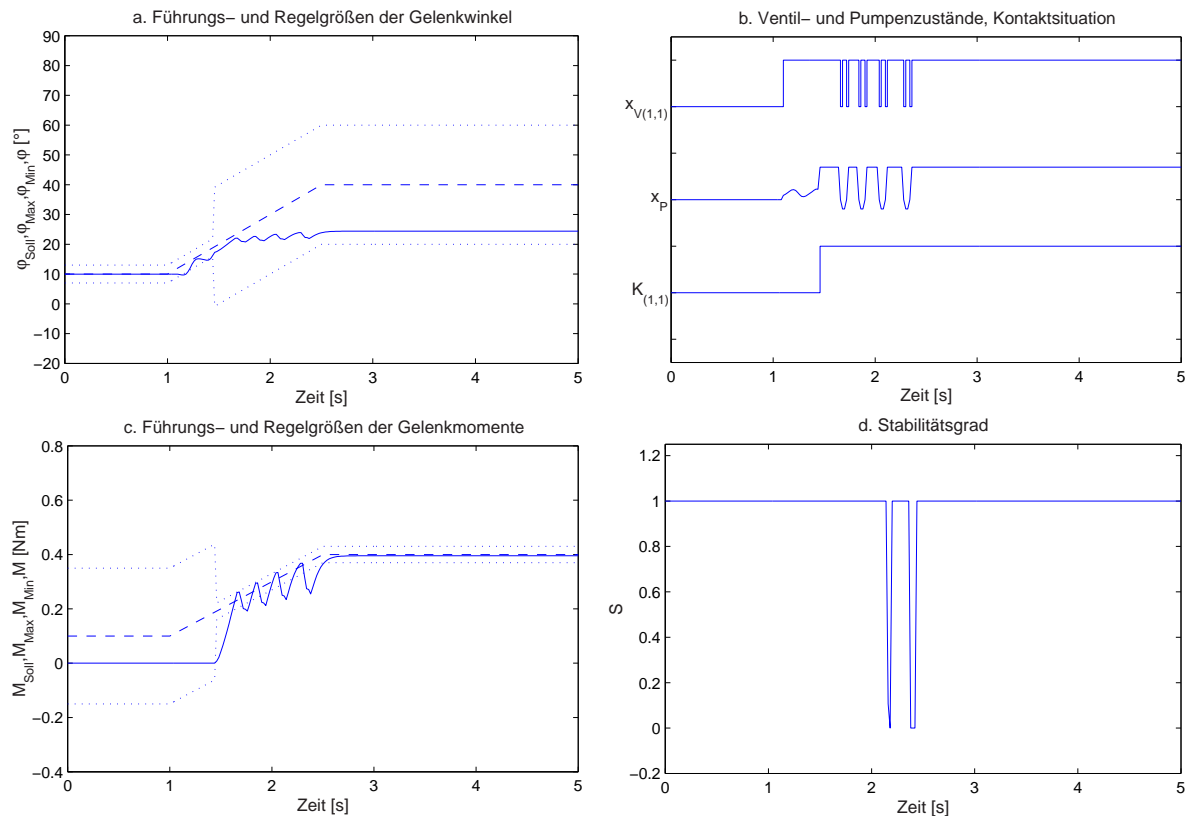 a. Führungs− und Regelgrößen der Gelenkwinkel
90
80
70
60
50
40
30
20
10
0
−10
−20
φSoll,φMax,φMin,φ [°]
0 1 2 3 4 5
Zeit [s]
b. Ventil− und Pumpenzustände, Kontaktsituation
xV(1,1)
xP
K(1,1)
0 1 2 3 4 5
Zeit [s]
c. Führungs− und Regelgrößen der Gelenkmomente
0.8
0.6
0.4
0.2
0
−0.2
−0.4
MSoll,MMax,MMin,M [Nm]
0 1 2 3 4 5
Zeit [s]
d. Stabilitätsgrad
1.2
1
0.8
0.6
0.4
0.2
0
−0.2
S
0 1 2 3 4 5
Zeit [s]